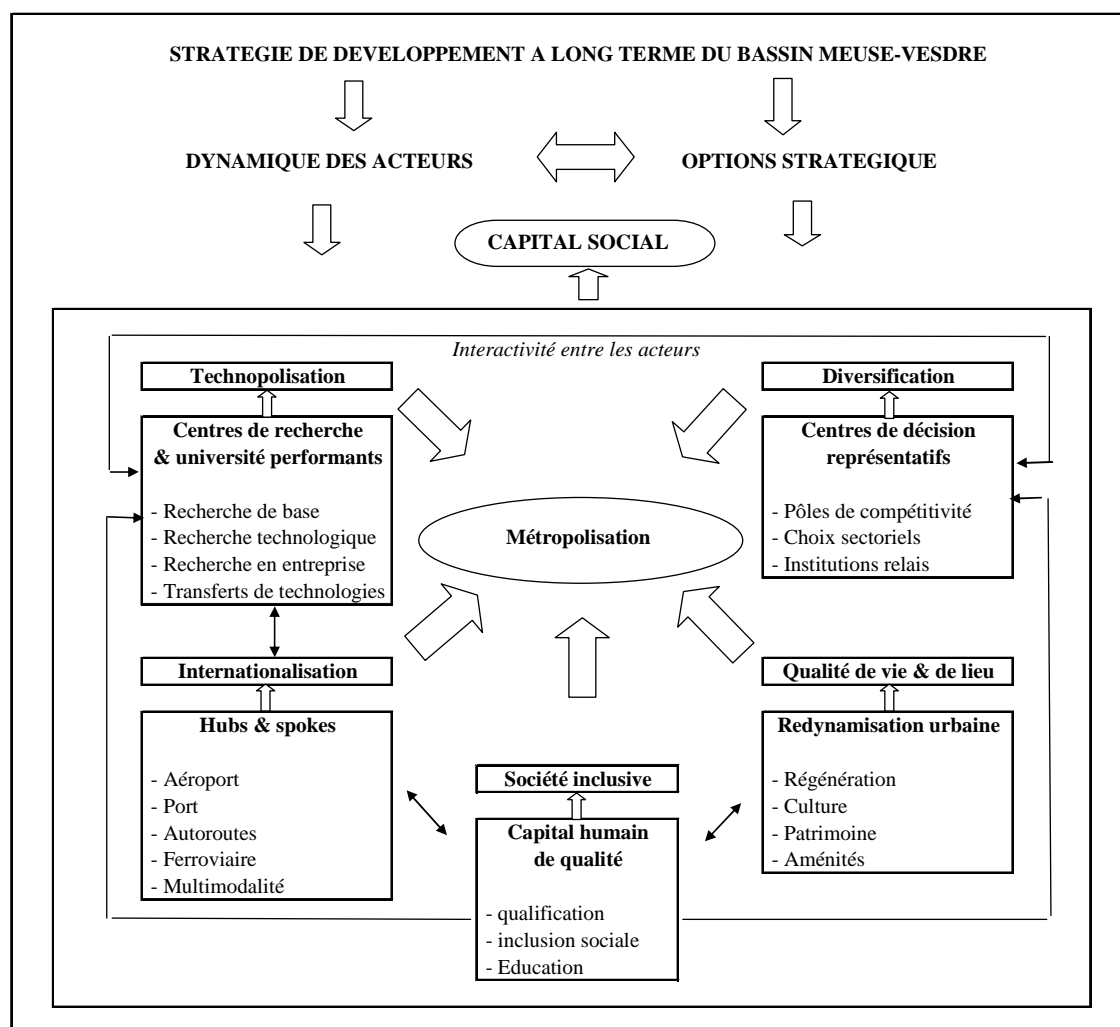 STRATEGIE DE DEVELOPPEMENT A LONG TERME DU BASSIN MEUSE-VESDRE
DYNAMIQUE DES ACTEURS
OPTIONS STRATEGIQUE
CAPITAL SOCIAL
Interactivité entre les acteurs
Technopolisation
Centres de recherche
& université performants
- Recherche de base
- Recherche technologique
- Recherche en entreprise
- Transferts de technologies
Diversification
Centres de décision
représentatifs
- Pôles de compétitivité
- Choix sectoriels
- Institutions relais
Métropolisation
Internationalisation
Hubs & spokes
- Aéroport
- Port
- Autoroutes
- Ferroviaire
- Multimodalité
Société inclusive
Capital humain
de qualité
- qualification
- inclusion sociale
- Education
Qualité de vie & de lieu
Redynamisation urbaine
- Régénération
- Culture
- Patrimoine
- Aménités